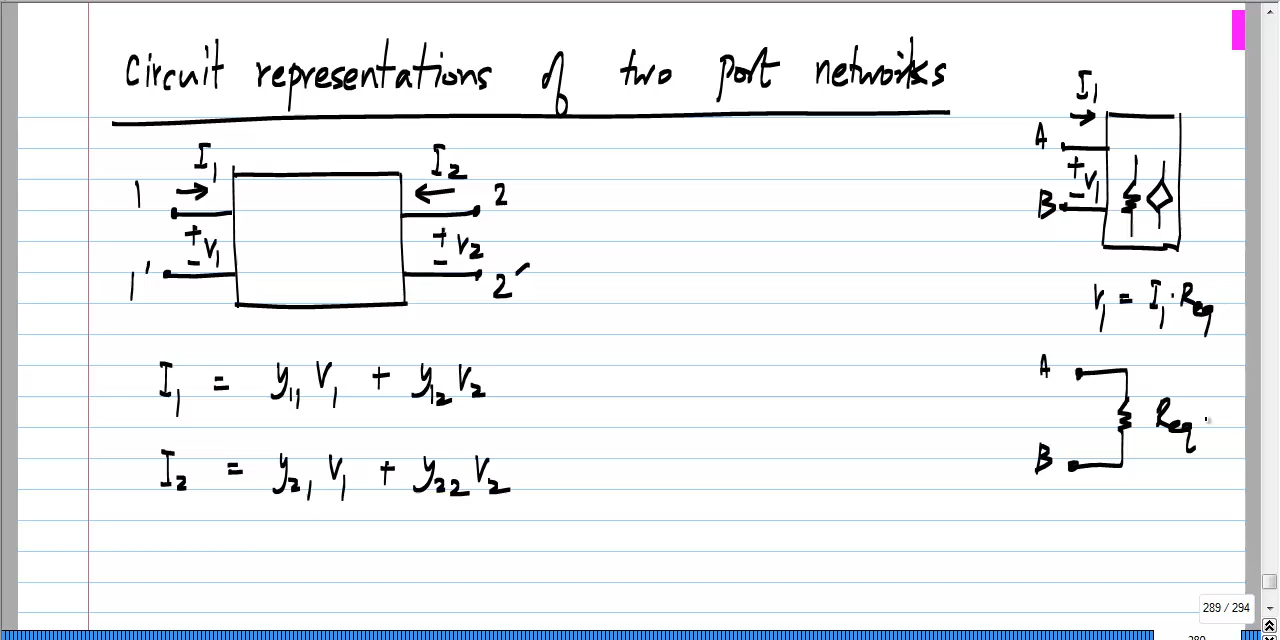 Circuit representations of two port networks
I₁ I₂
1 2
+ V₁ - + V₂ -
1' 2'
I₁ = y₁₁ V₁ + y₁₂ V₂
I₂ = y₂₁ V₁ + y₂₂ V₂
I₁
A
+ V₁ -
B
V₁ = I₁ · Req
A
Req
B
289 / 294